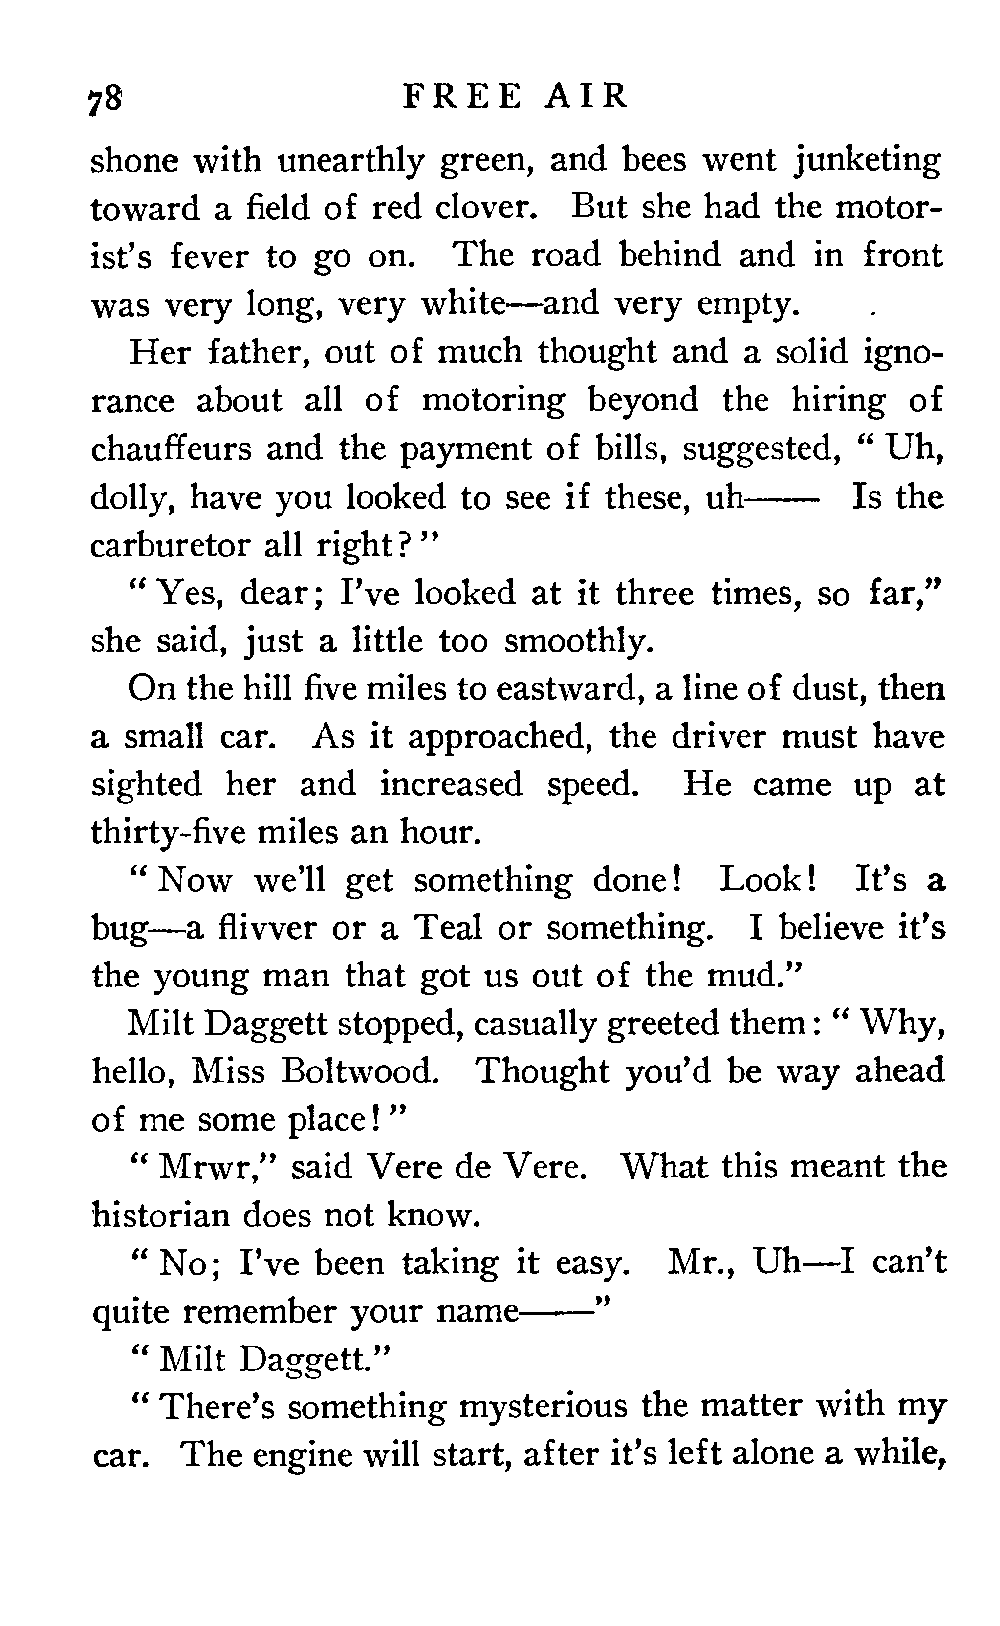 78 FREE AIR
shone with unearthly green, and bees went junketing
toward a field of red clover. But she had the motor-
ist's fever to go on. The road behind and in front
was very long, very white—and very empty.
Her father, out of much thought and a solid igno-
rance about all of motoring beyond the hiring of
chauffeurs and the payment of bills, suggested, “ Uh,
dolly, have you looked to see if these, uh—— Is the
carburetor all right? ”
“ Yes, dear; I've looked at it three times, so far,”
she said, just a little too smoothly.
On the hill five miles to eastward, a line of dust, then
a small car. As it approached, the driver must have
sighted her and increased speed. He came up at
thirty-five miles an hour.
“ Now we'll get something done! Look! It's a
bug—a flivver or a Teal or something. I believe it's
the young man that got us out of the mud.”
Milt Daggett stopped, casually greeted them: “ Why,
hello, Miss Boltwood. Thought you'd be way ahead
of me some place! ”
“ Mrwr,” said Vere de Vere. What this meant the
historian does not know.
“ No; I've been taking it easy. Mr., Uh—I can't
quite remember your name——”
“ Milt Daggett.”
“ There's something mysterious the matter with my
car. The engine will start, after it's left alone a while,